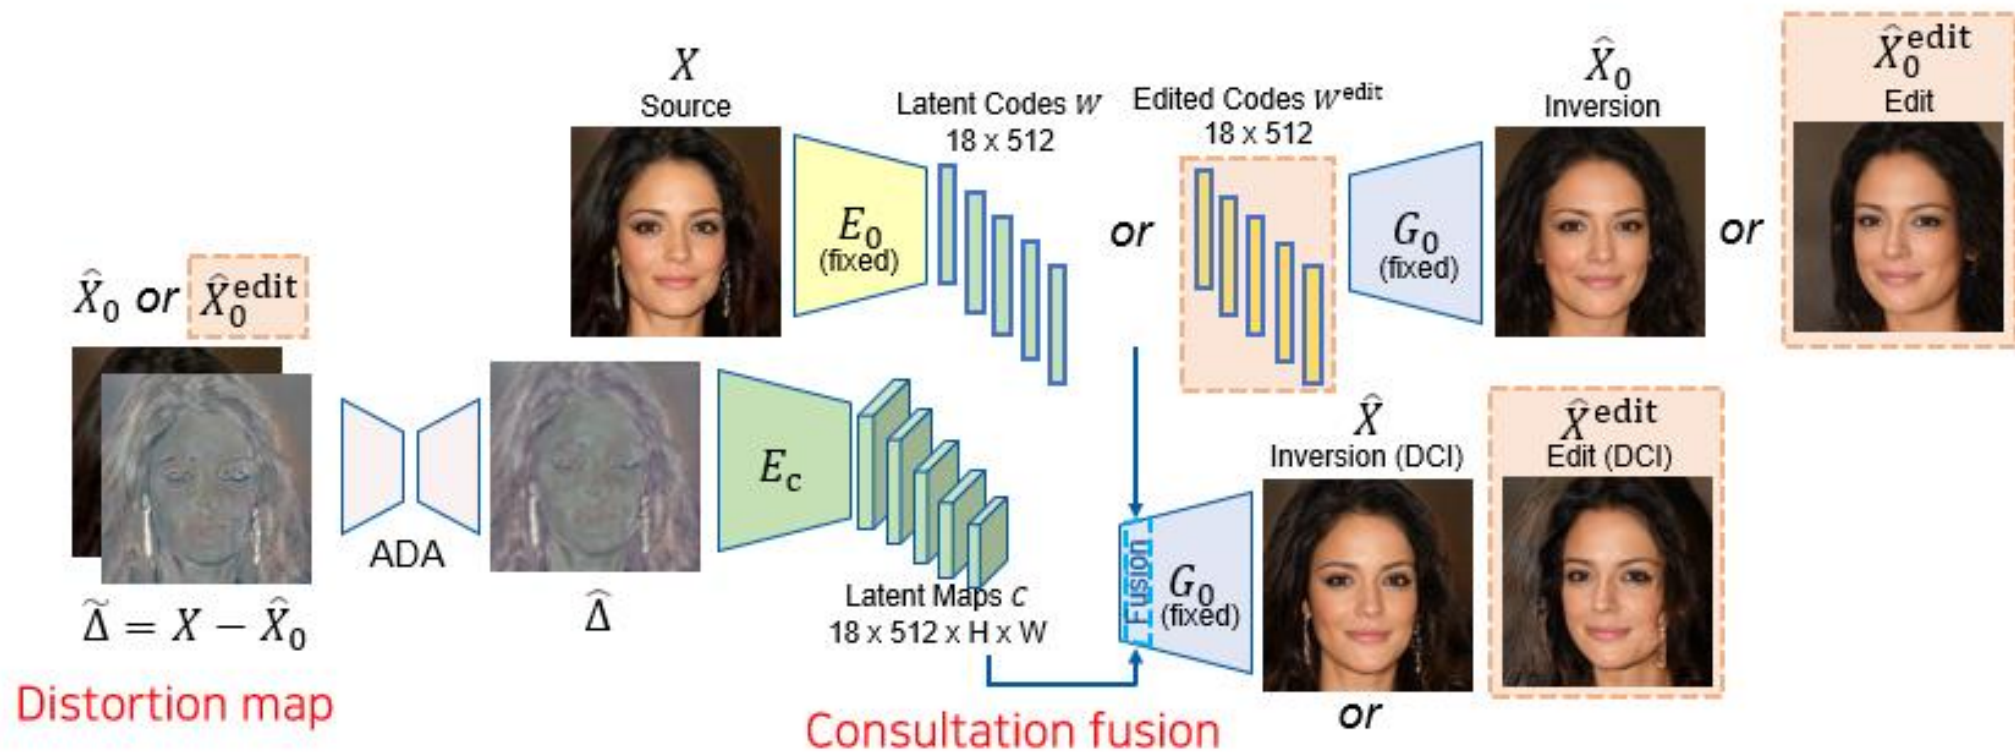 X
Source
Latent Codes W
18 x 512
or
Edited Codes W^edit
18 x 512
E₀
(fixed)
G₀
(fixed)
X̂₀
Inversion
or
X̂₀^edit
Edit
X̂₀ or X̂₀^edit
Δ̃ = X − X̂₀
Distortion map
ADA
Δ̂
E_c
Latent Maps C
18 x 512 x H x W
Consultation fusion
Fusion
G₀
(fixed)
X̂
Inversion (DCI)
or
X̂^edit
Edit (DCI)